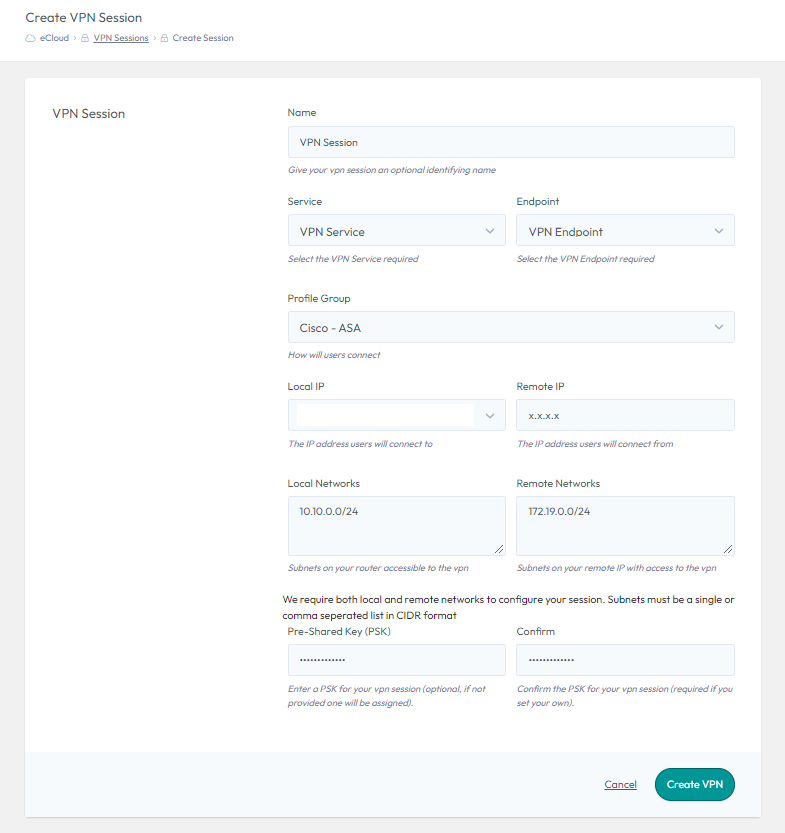 Create VPN Session
eCloud › VPN Sessions › Create Session
VPN Session
Name
VPN Session
Give your vpn session an optional identifying name
Service
Endpoint
VPN Service
VPN Endpoint
Select the VPN Service required
Select the VPN Endpoint required
Profile Group
Cisco - ASA
How will users connect
Local IP
Remote IP
x.x.x.x
The IP address users will connect to
The IP address users will connect from
Local Networks
Remote Networks
10.10.0.0/24
172.19.0.0/24
Subnets on your router accessible to the vpn
Subnets on your remote IP with access to the vpn
We require both local and remote networks to configure your session. Subnets must be a single or
comma seperated list in CIDR format
Pre-Shared Key (PSK)
Confirm
•••••••••••••
•••••••••••••
Enter a PSK for your vpn session (optional, if not
provided one will be assigned).
Confirm the PSK for your vpn session (required if you
set your own).
Cancel
Create VPN